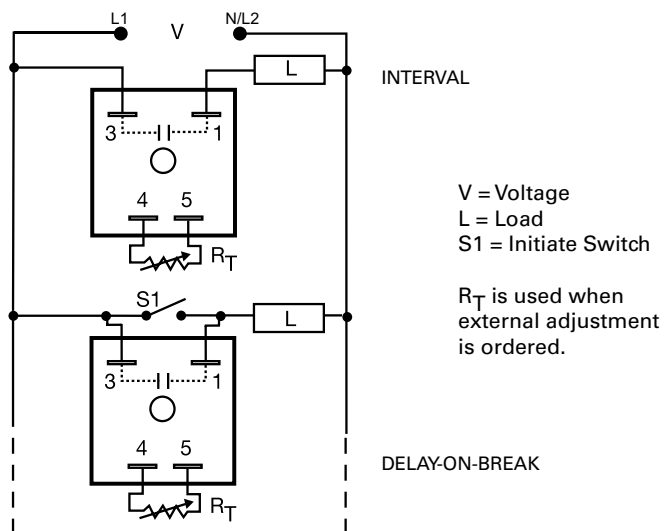 L1 V N/L2
L
INTERVAL
3 1
4 5
RT
V = Voltage
L = Load
S1 = Initiate Switch
RT is used when
external adjustment
is ordered.
S1
L
3 1
4 5
RT
DELAY-ON-BREAK